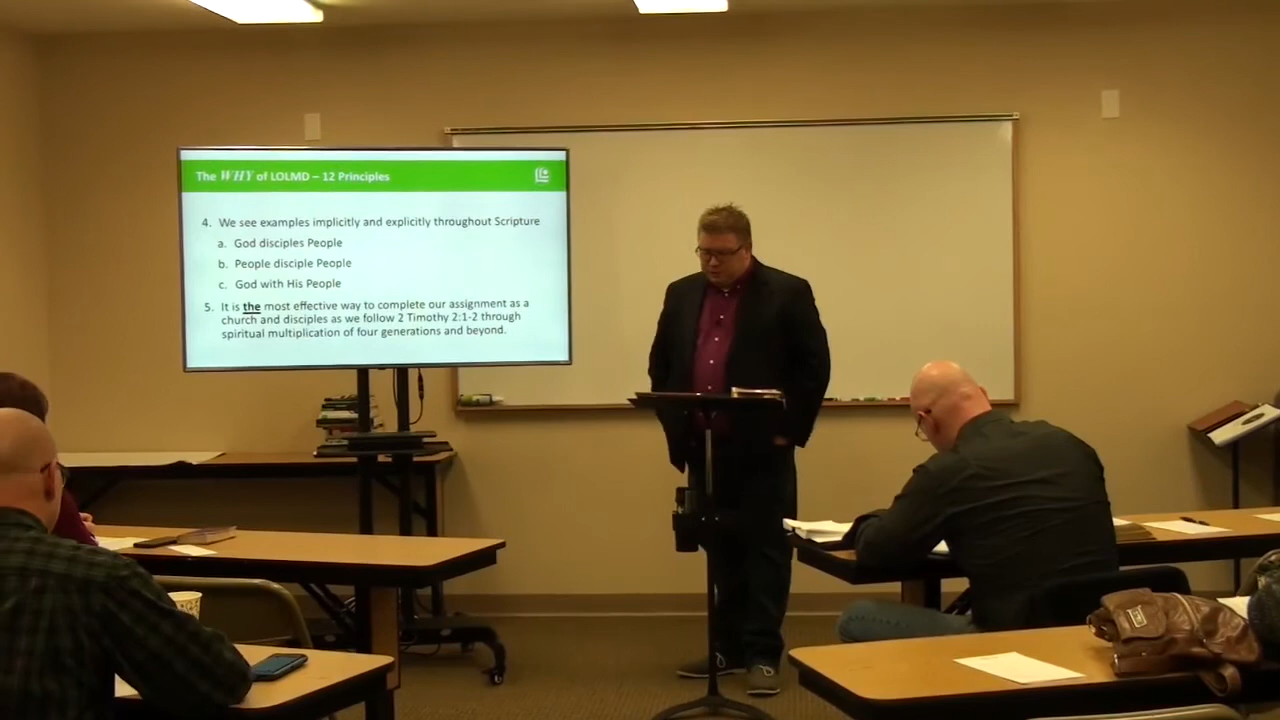 The WHY of LOLMD – 12 Principles
4. We see examples implicitly and explicitly throughout Scripture
a. God disciples People
b. People disciple People
c. God with His People
5. It is the most effective way to complete our assignment as a
church and disciples as we follow 2 Timothy 2:1-2 through
spiritual multiplication of four generations and beyond.